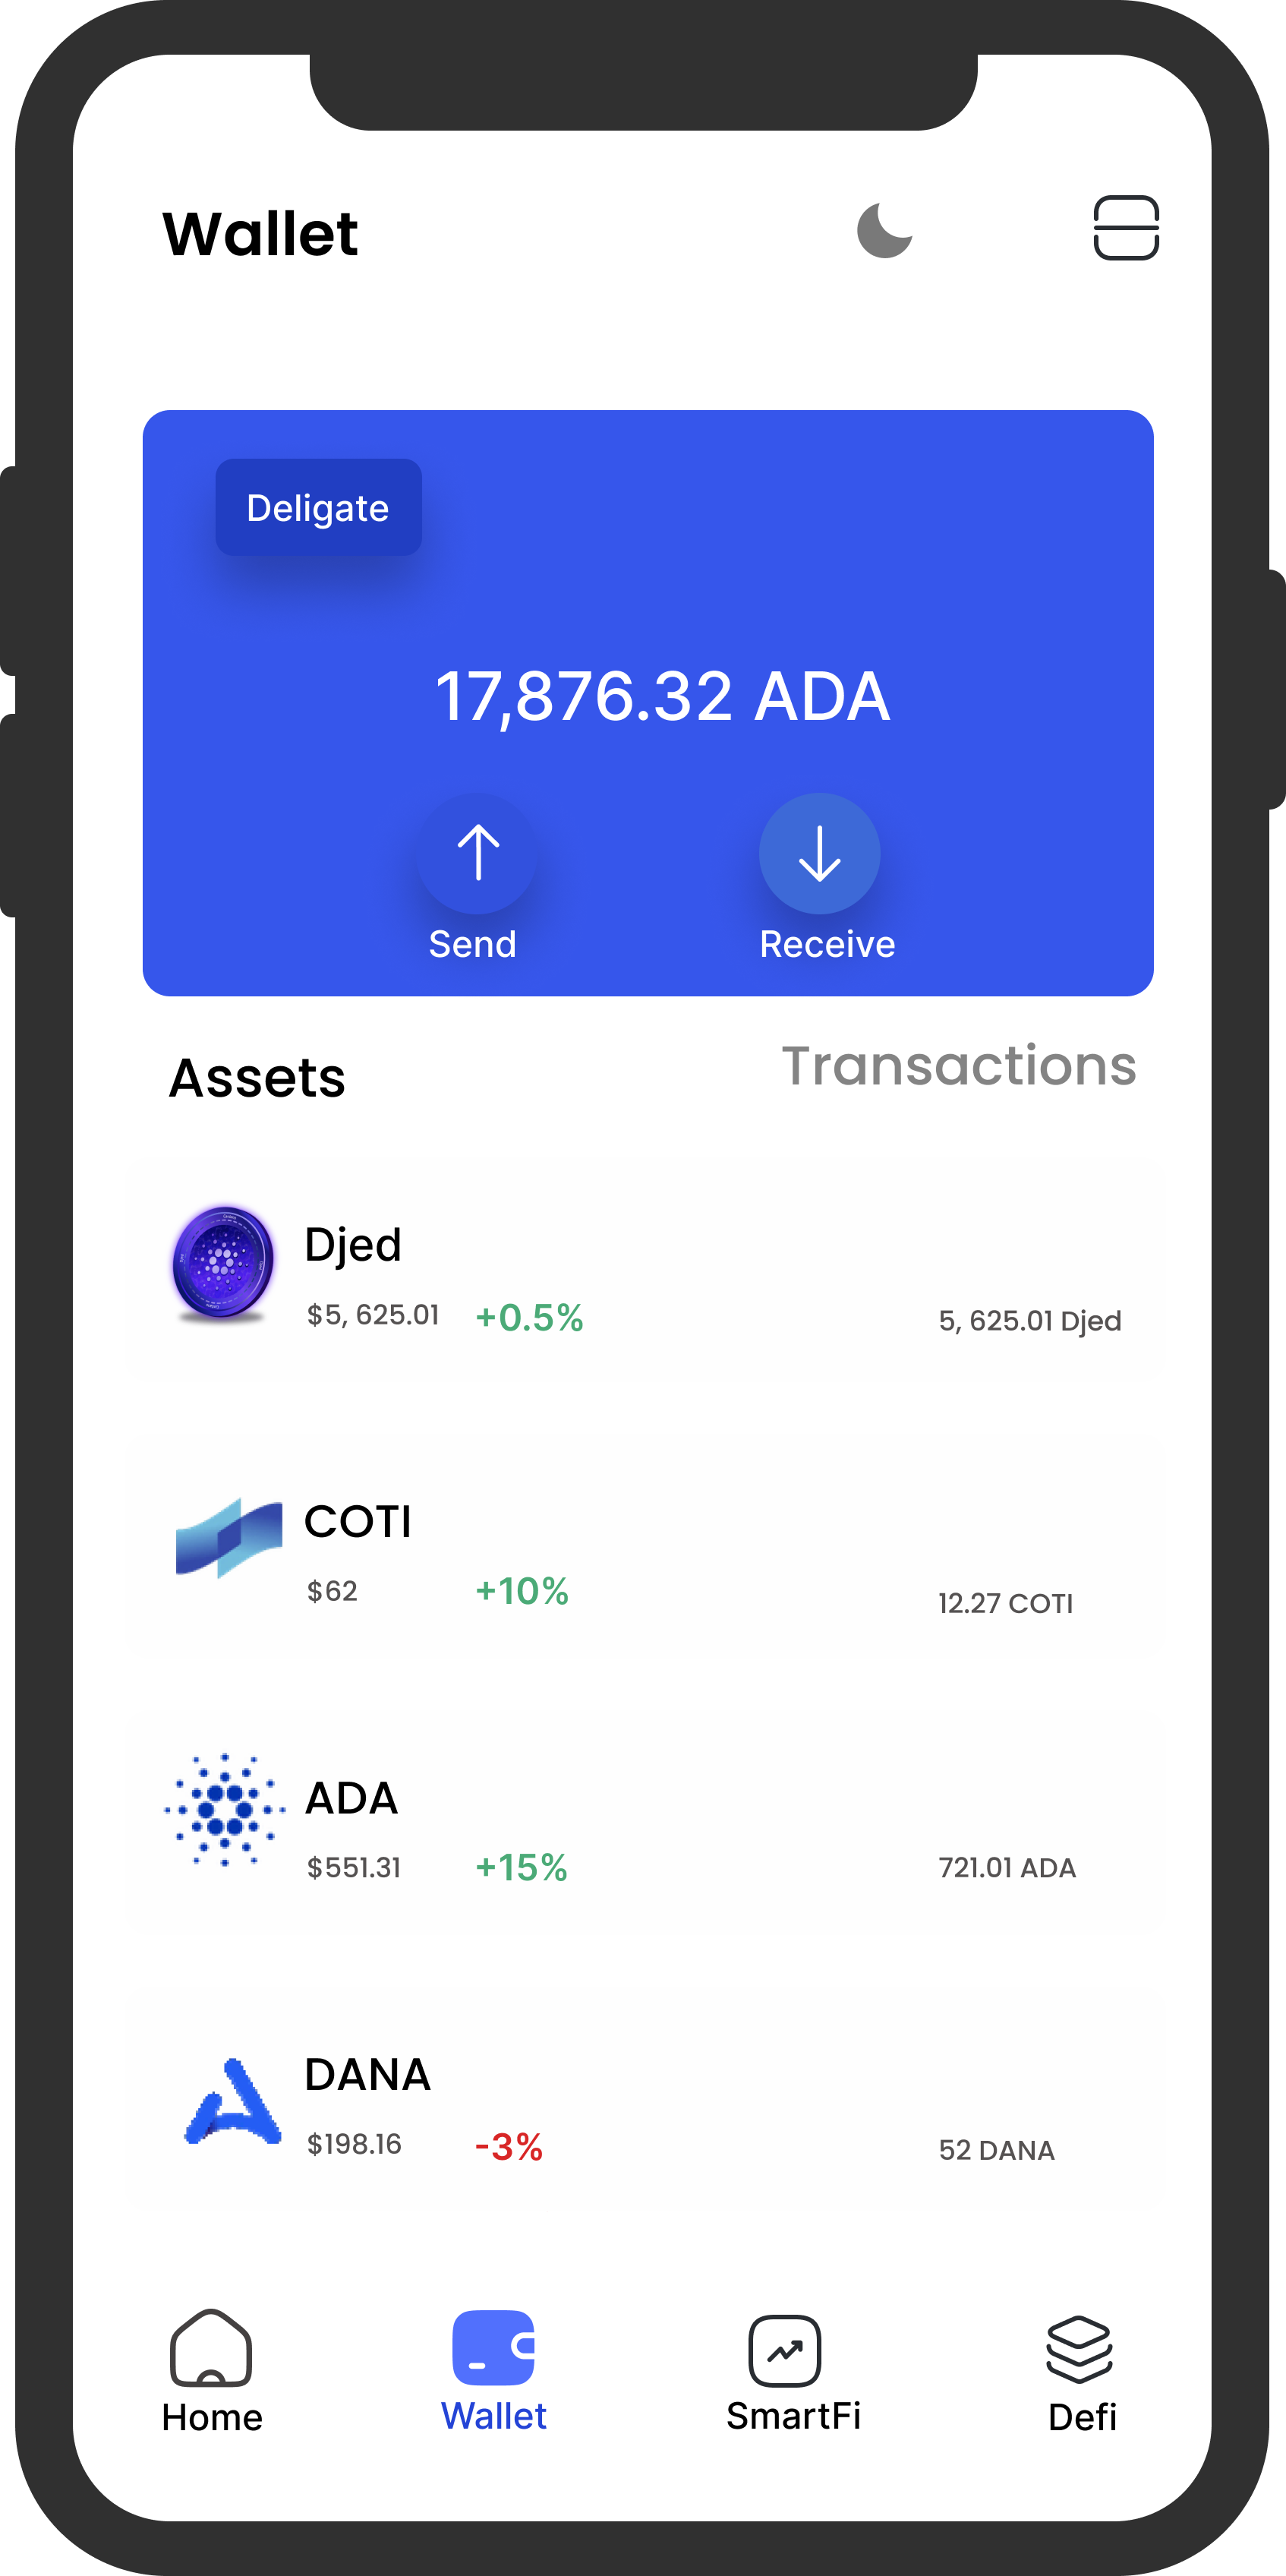 Wallet
Deligate
17,876.32 ADA
Send Receive
Assets Transactions
Djed
$5, 625.01 +0.5% 5, 625.01 Djed
COTI
$62 +10% 12.27 COTI
ADA
$551.31 +15% 721.01 ADA
DANA
$198.16 -3% 52 DANA
Home Wallet SmartFi Defi